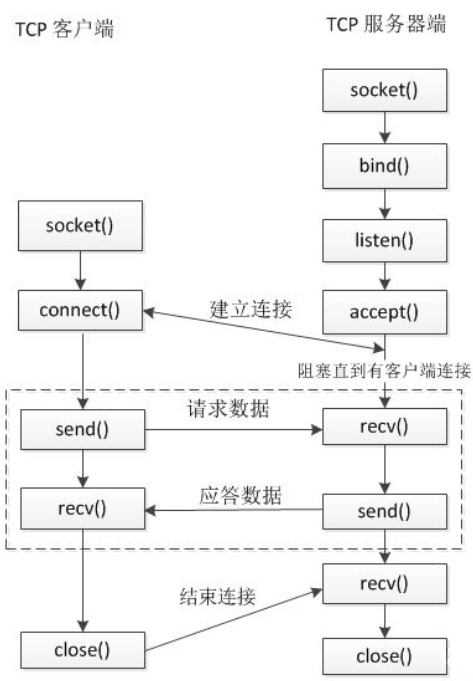 TCP 客户端
TCP 服务器端
socket()
bind()
socket()
listen()
connect()
建立连接
accept()
阻塞直到有客户端连接
send()
请求数据
recv()
recv()
应答数据
send()
结束连接
recv()
close()
close()